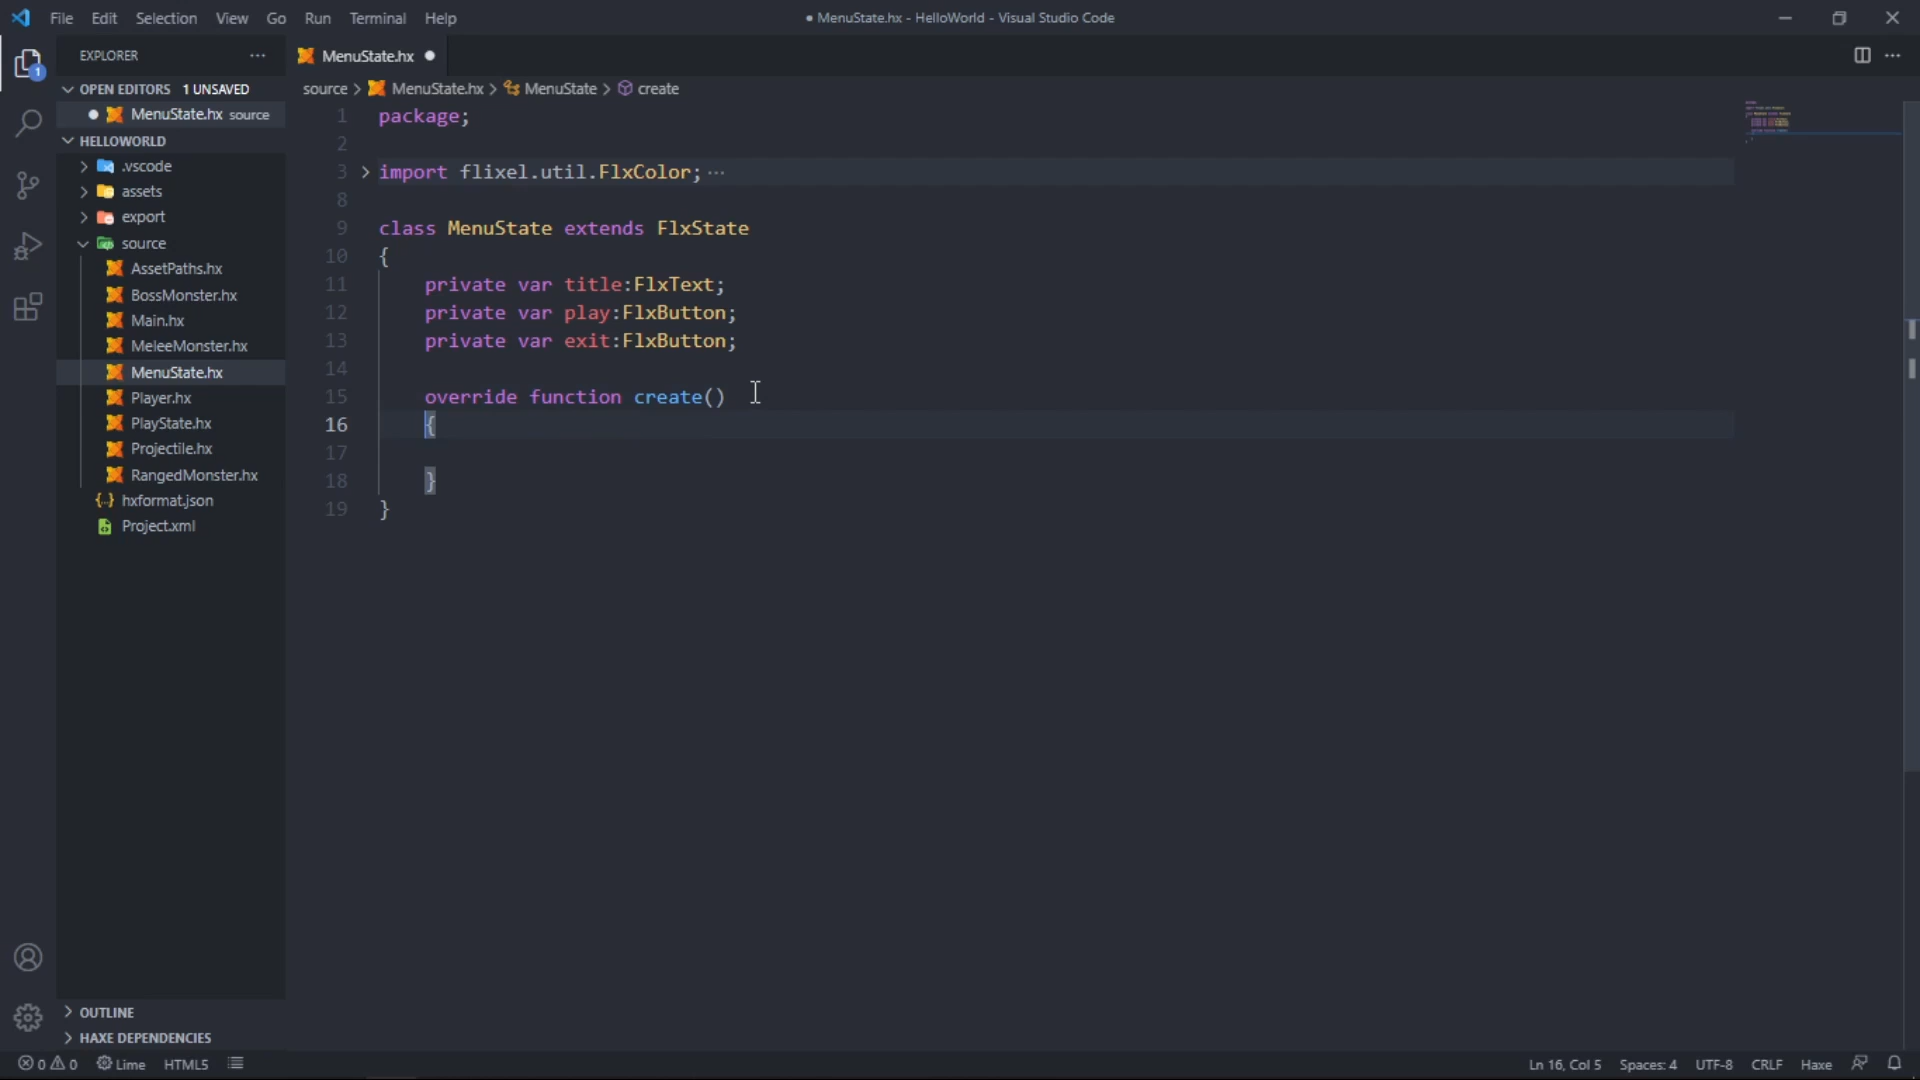 File Edit Selection View Go Run Terminal Help
● MenuState.hx - HelloWorld - Visual Studio Code
EXPLORER
MenuState.hx
OPEN EDITORS 1 UNSAVED
MenuState.hx source
HELLOWORLD
.vscode
assets
export
source
AssetPaths.hx
BossMonster.hx
Main.hx
MeleeMonster.hx
MenuState.hx
Player.hx
PlayState.hx
Projectile.hx
RangedMonster.hx
hxformat.json
Project.xml
OUTLINE
HAXE DEPENDENCIES
1
source > MenuState.hx > MenuState > create
1 package;
2
3 import flixel.util.FlxColor; ⋯
8
9 class MenuState extends FlxState
10 {
11 private var title:FlxText;
12 private var play:FlxButton;
13 private var exit:FlxButton;
14
15 override function create()
16 {
17
18 }
19 }
0 0 Lime HTML5
Ln 16, Col 5 Spaces: 4 UTF-8 CRLF Haxe